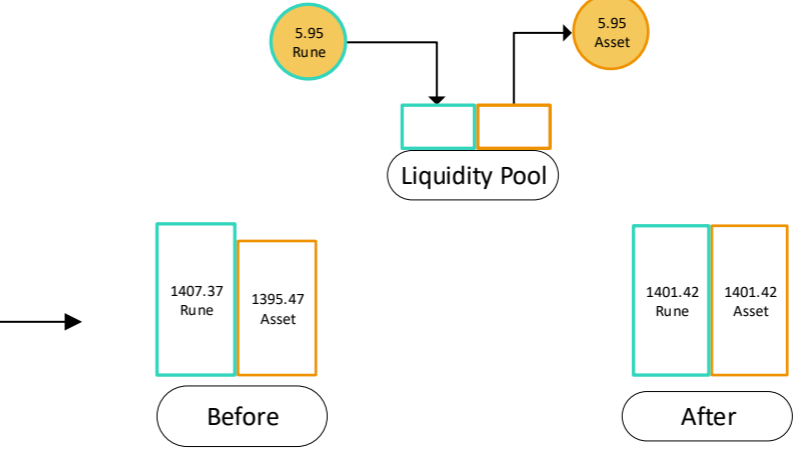 5.95
Rune
5.95
Asset
Liquidity Pool
1407.37
Rune
1395.47
Asset
1401.42
Rune
1401.42
Asset
Before
After